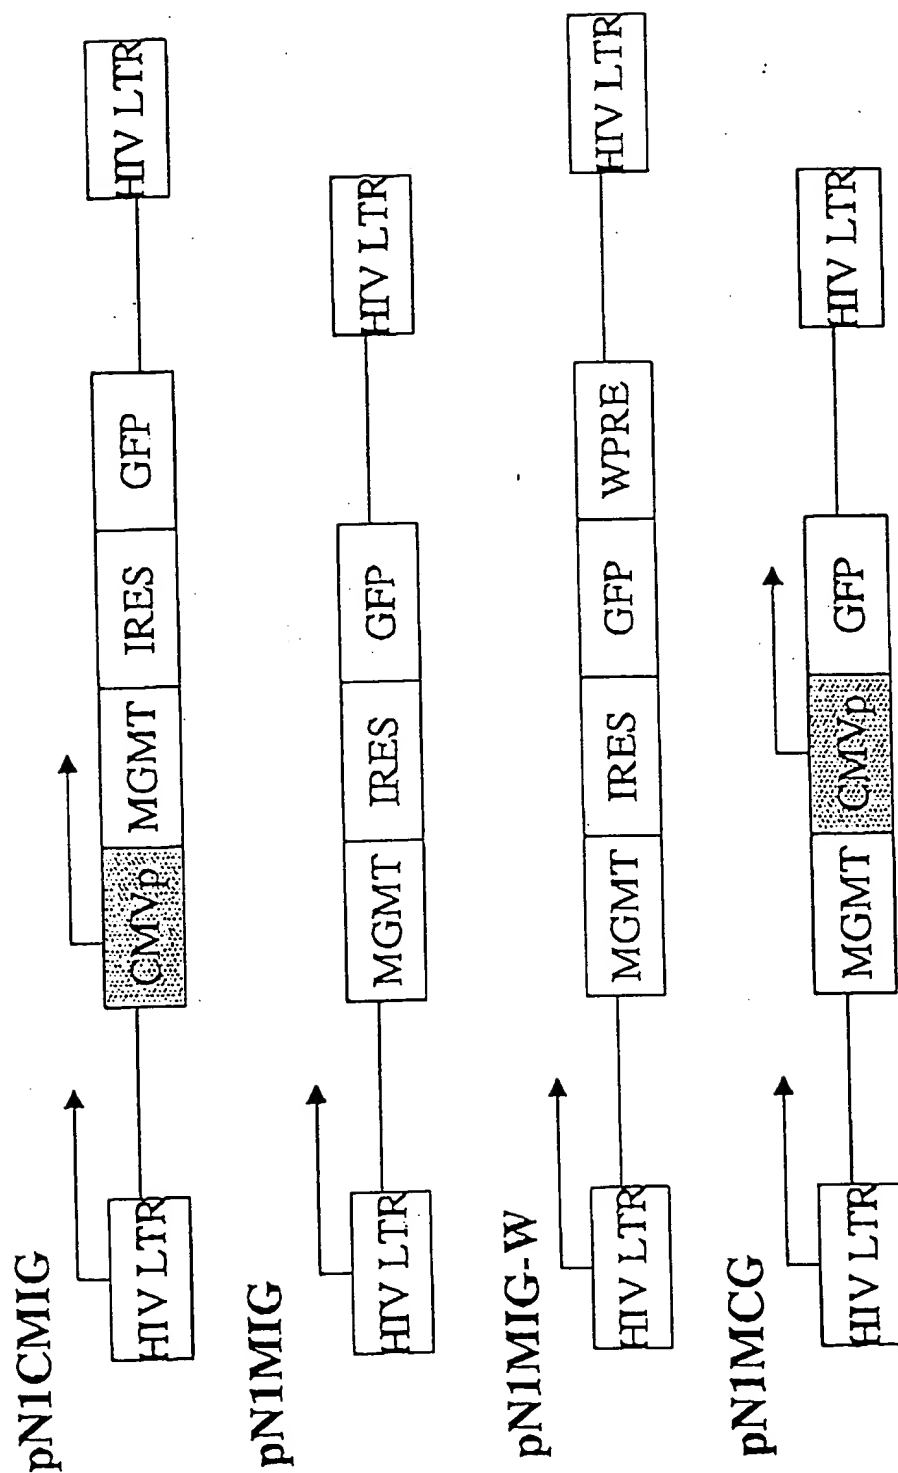 pN1CMIG
HIV LTR CMVp MGMT IRES GFP HIV LTR
pN1MIG
HIV LTR MGMT IRES GFP HIV LTR
pN1MIG-W
HIV LTR MGMT IRES GFP WPRE HIV LTR
pN1MCG
HIV LTR MGMT CMVp GFP HIV LTR